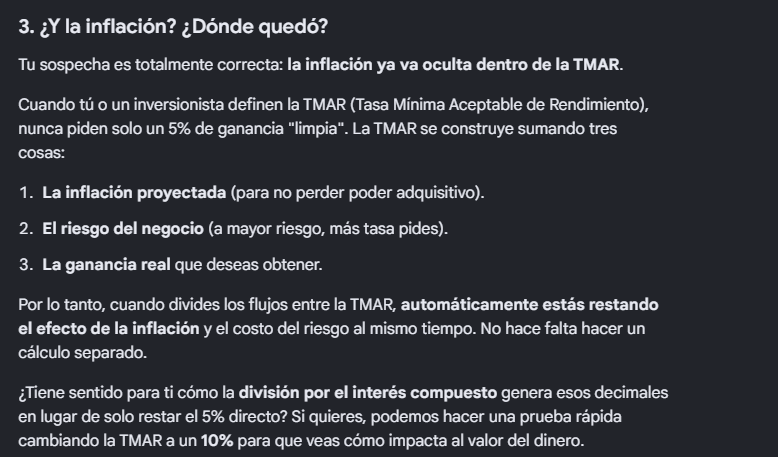 3. ¿Y la inflación? ¿Dónde quedó?
Tu sospecha es totalmente correcta: la inflación ya va oculta dentro de la TMAR.
Cuando tú o un inversionista definen la TMAR (Tasa Mínima Aceptable de Rendimiento),
nunca piden solo un 5% de ganancia "limpia". La TMAR se construye sumando tres
cosas:
1. La inflación proyectada (para no perder poder adquisitivo).
2. El riesgo del negocio (a mayor riesgo, más tasa pides).
3. La ganancia real que deseas obtener.
Por lo tanto, cuando divides los flujos entre la TMAR, automáticamente estás restando
el efecto de la inflación y el costo del riesgo al mismo tiempo. No hace falta hacer un
cálculo separado.
¿Tiene sentido para ti cómo la división por el interés compuesto genera esos decimales
en lugar de solo restar el 5% directo? Si quieres, podemos hacer una prueba rápida
cambiando la TMAR a un 10% para que veas cómo impacta al valor del dinero.